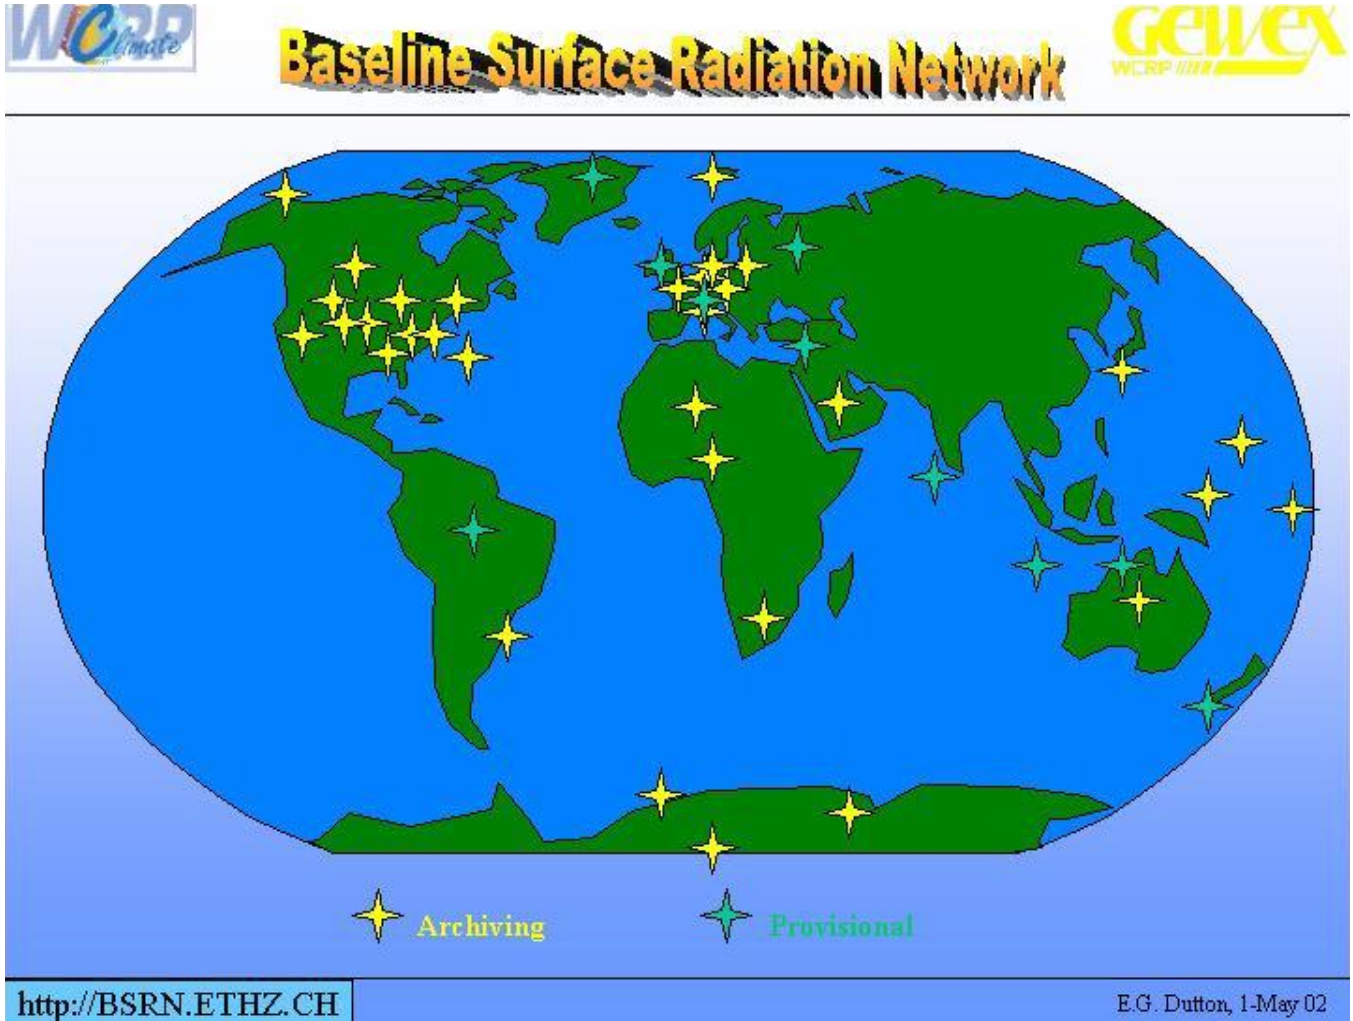 WCRP
Climate
Baseline Surface Radiation Network
GEWEX
WCRP
Archiving
Provisional
http://BSRN.ETHZ.CH
E.G. Dutton, 1-May 02